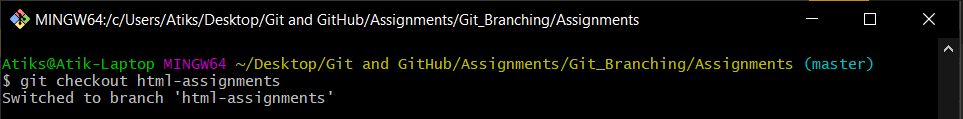 MINGW64:/c/Users/Atiks/Desktop/Git and GitHub/Assignments/Git_Branching/Assignments
Atiks@Atik-Laptop MINGW64 ~/Desktop/Git and GitHub/Assignments/Git_Branching/Assignments (master)
$ git checkout html-assignments
Switched to branch 'html-assignments'